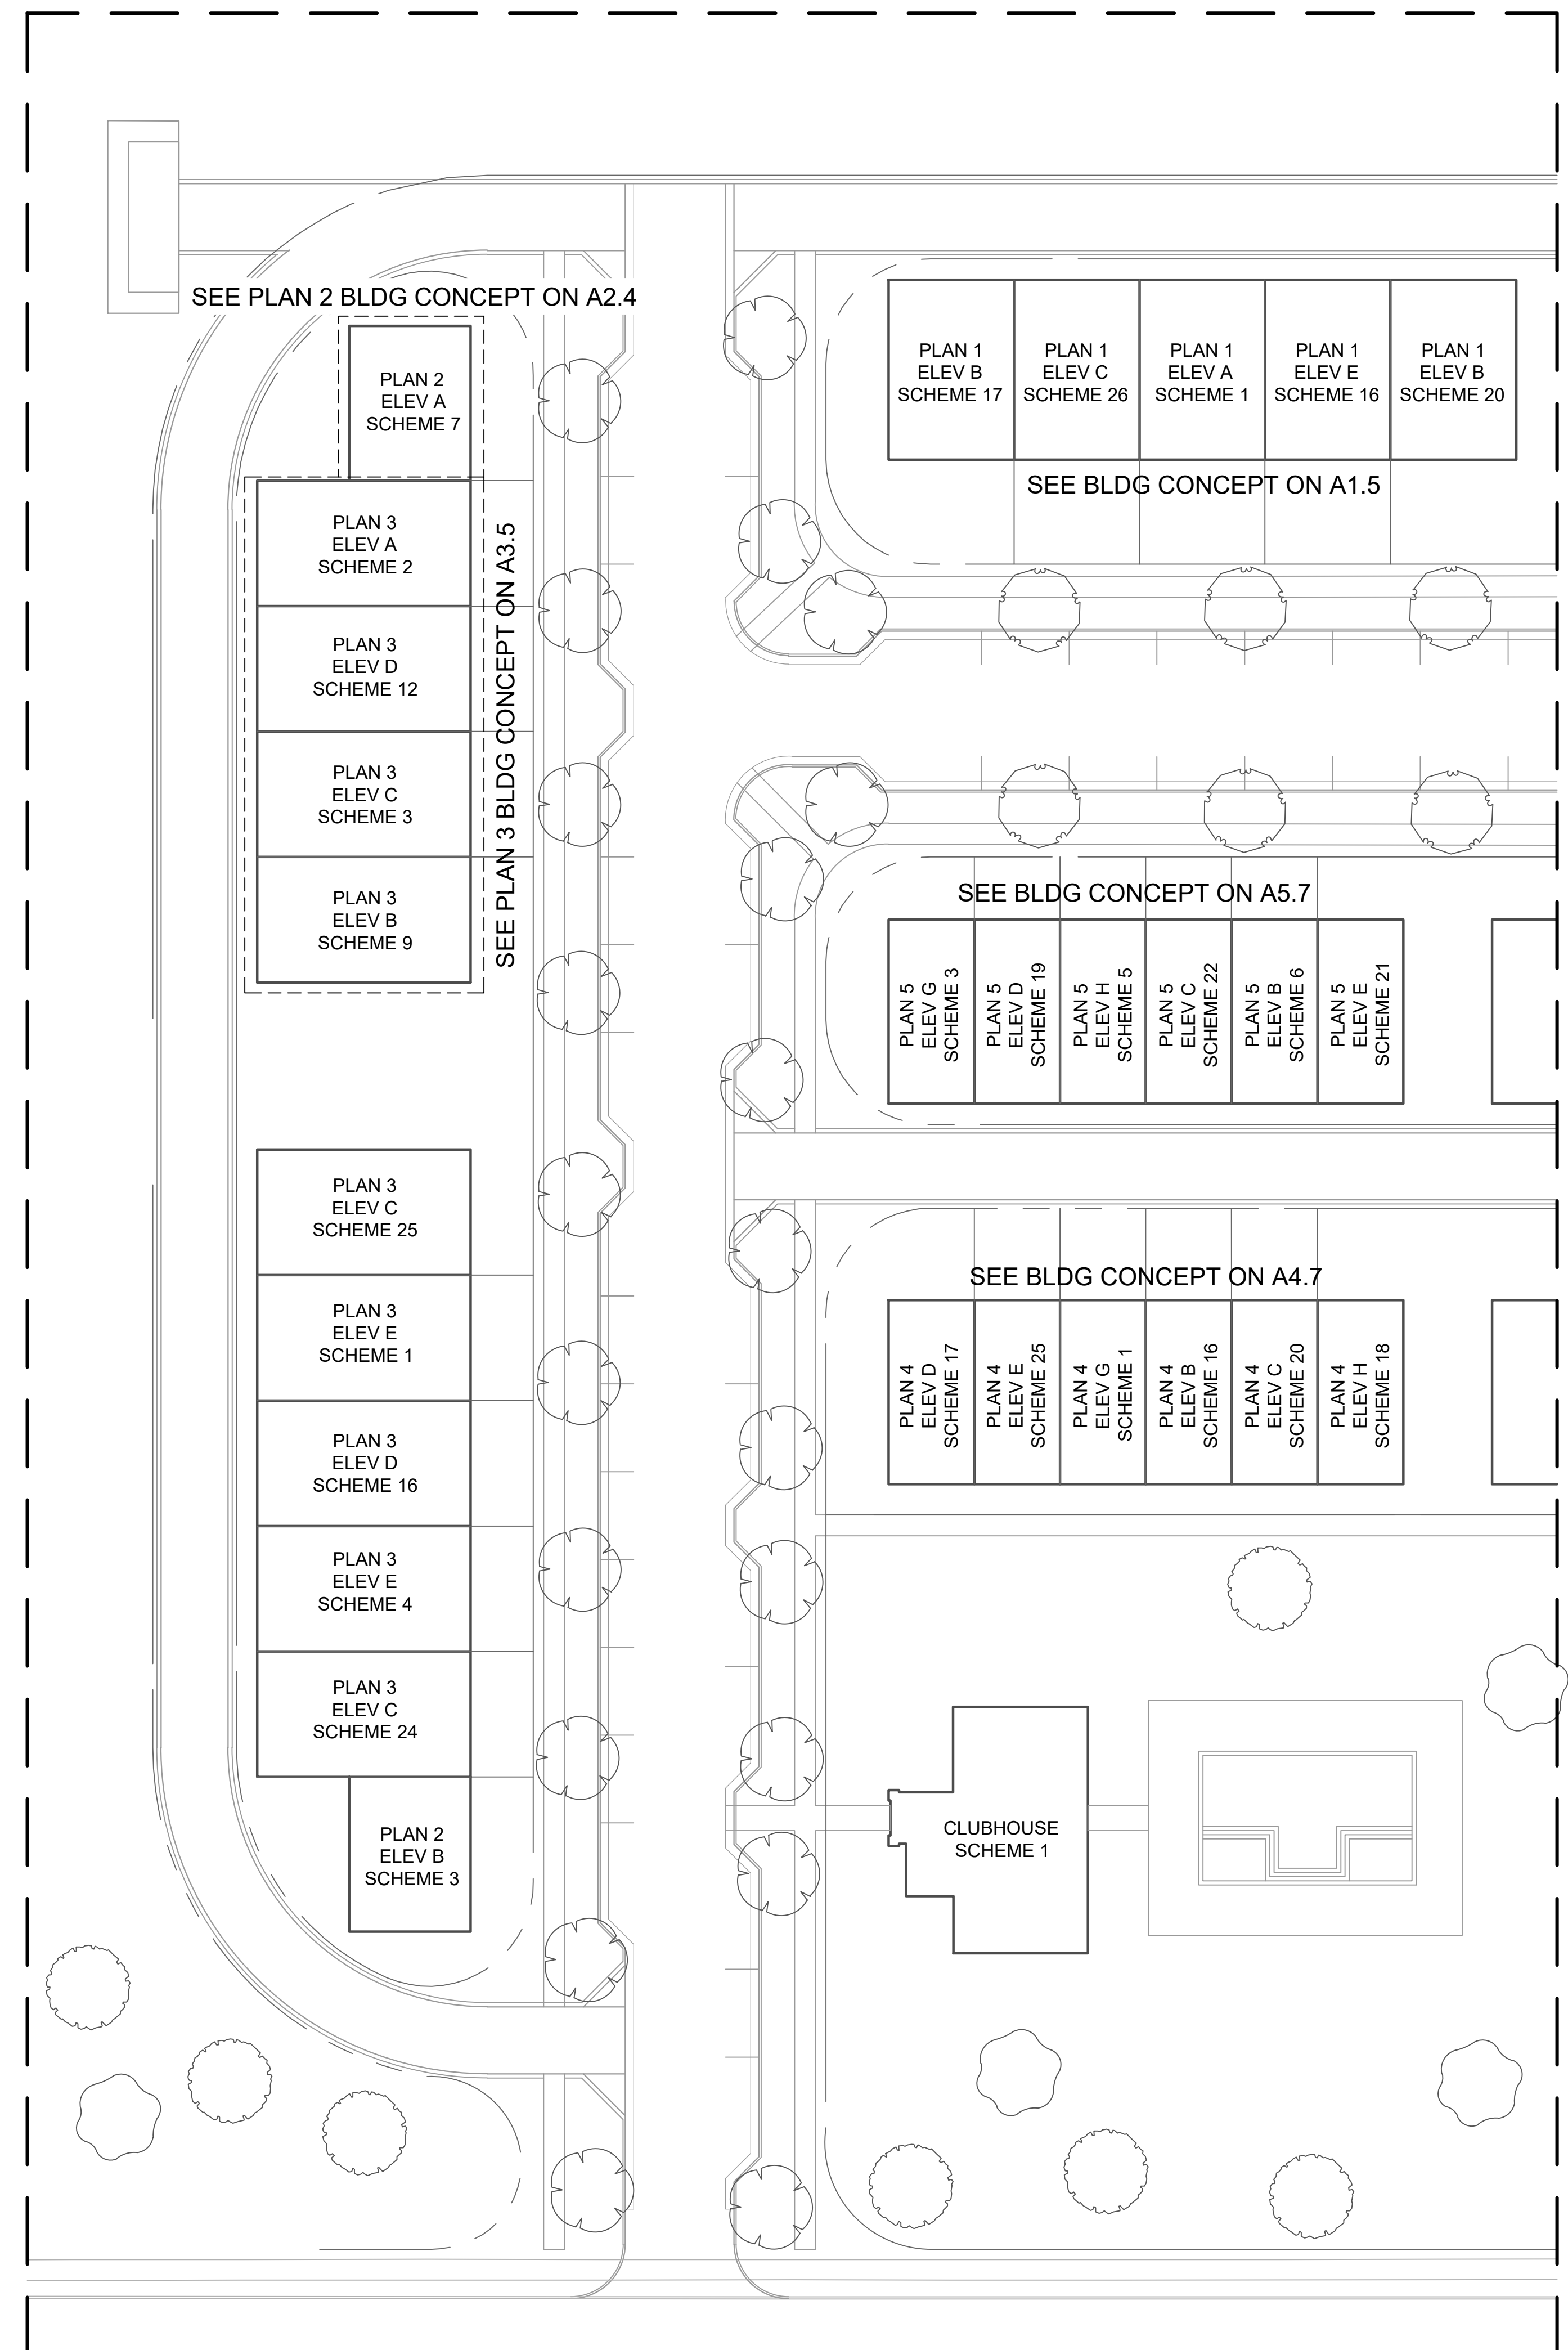 SEE PLAN 2 BLDG CONCEPT ON A2.4
PLAN 2
ELEV A
SCHEME 7
PLAN 3
ELEV A
SCHEME 2
PLAN 3
ELEV D
SCHEME 12
PLAN 3
ELEV C
SCHEME 3
PLAN 3
ELEV B
SCHEME 9
SEE PLAN 3 BLDG CONCEPT ON A3.5
PLAN 3
ELEV C
SCHEME 25
PLAN 3
ELEV E
SCHEME 1
PLAN 3
ELEV D
SCHEME 16
PLAN 3
ELEV E
SCHEME 4
PLAN 3
ELEV C
SCHEME 24
PLAN 2
ELEV B
SCHEME 3
PLAN 1
ELEV B
SCHEME 17
PLAN 1
ELEV C
SCHEME 26
PLAN 1
ELEV A
SCHEME 1
PLAN 1
ELEV E
SCHEME 16
PLAN 1
ELEV B
SCHEME 20
SEE BLDG CONCEPT ON A1.5
SEE BLDG CONCEPT ON A5.7
PLAN 5
ELEV G
SCHEME 3
PLAN 5
ELEV D
SCHEME 19
PLAN 5
ELEV H
SCHEME 5
PLAN 5
ELEV C
SCHEME 22
PLAN 5
ELEV B
SCHEME 6
PLAN 5
ELEV E
SCHEME 21
SEE BLDG CONCEPT ON A4.7
PLAN 4
ELEV D
SCHEME 17
PLAN 4
ELEV E
SCHEME 25
PLAN 4
ELEV G
SCHEME 1
PLAN 4
ELEV B
SCHEME 16
PLAN 4
ELEV C
SCHEME 20
PLAN 4
ELEV H
SCHEME 18
CLUBHOUSE
SCHEME 1